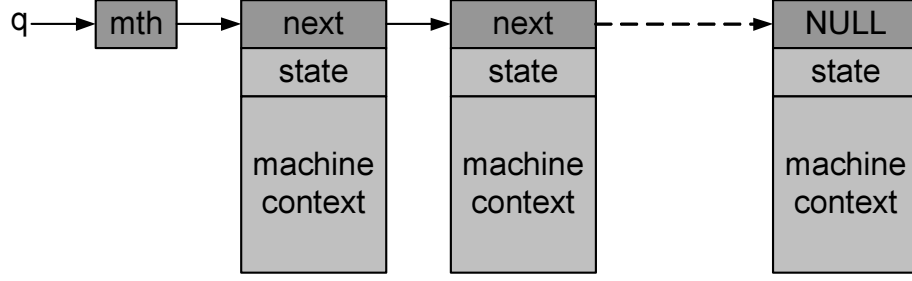 q mth next next NULL
state state state
machine machine machine
context context context